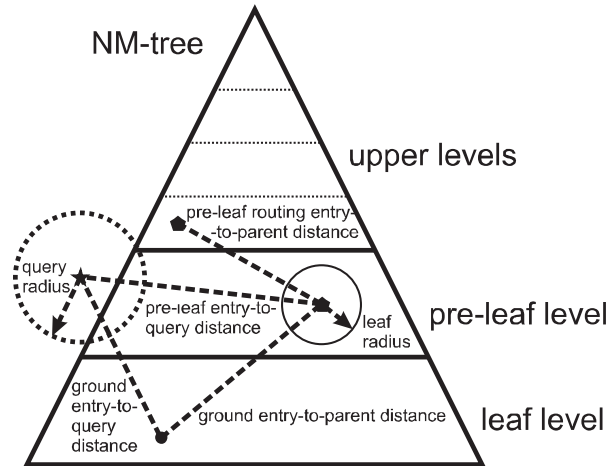 NM-tree
upper levels
pre-leaf routing entry-
-to-parent distance
query
radius
pre-leaf entry-to-
query distance
leaf
radius
pre-leaf level
ground
entry-to-
query
distance
ground entry-to-parent distance
leaf level